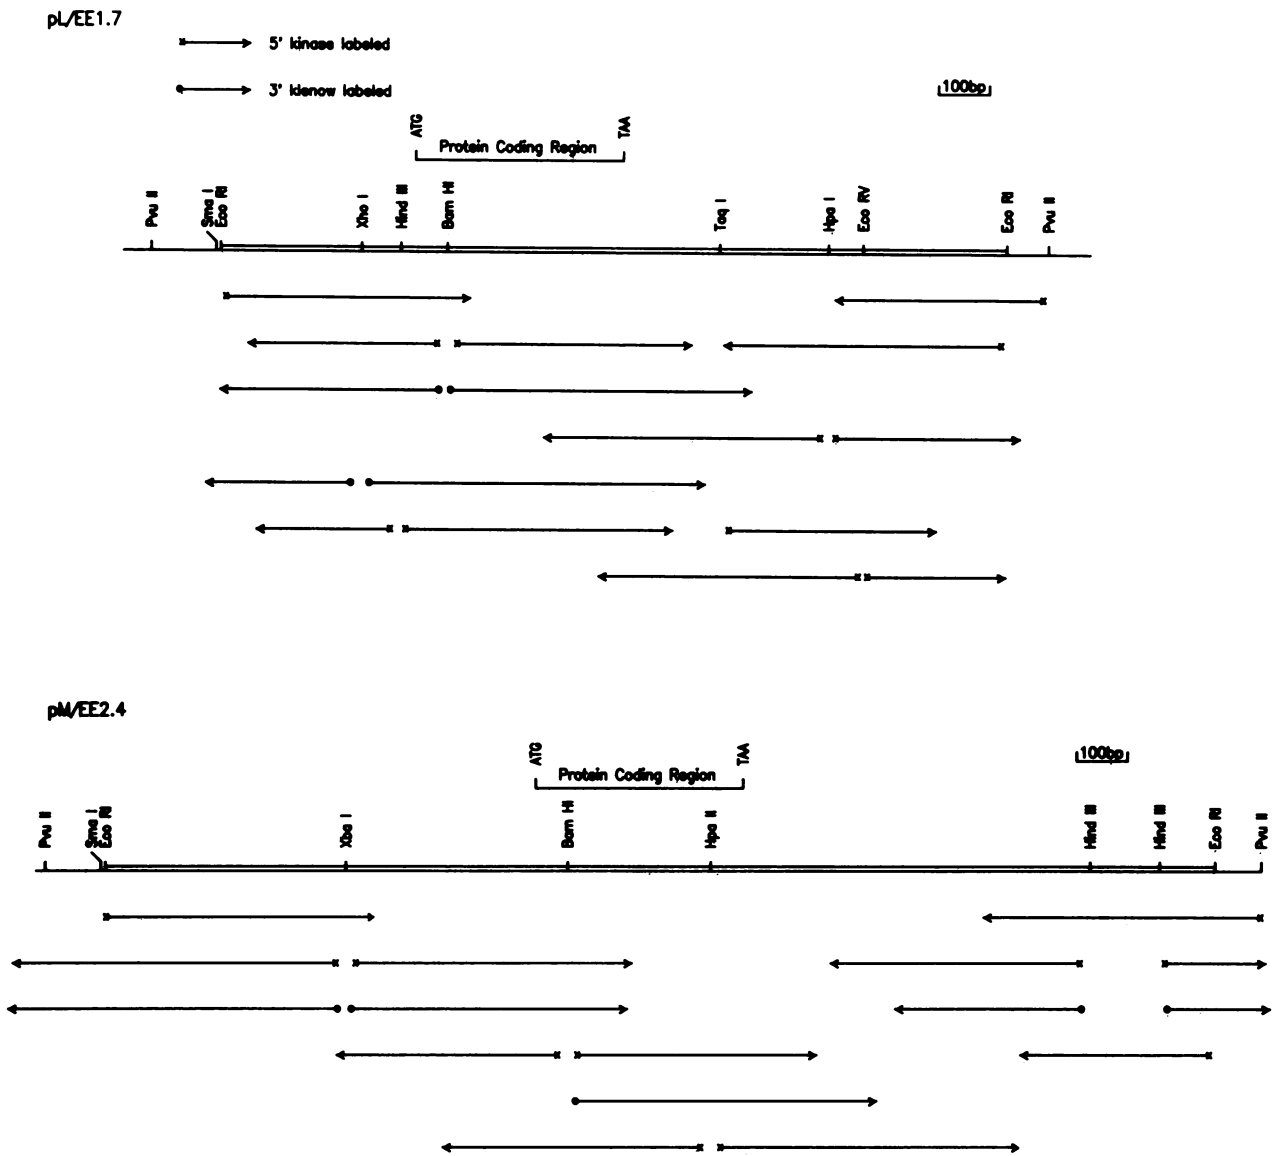 pL/EE1.7
5' kinase labeled
3' klenow labeled
100bp
ATG
TAA
Protein Coding Region
Pvu II
Sma I
Eco RI
Xho I
Hind III
Bam HI
Taq I
Hpa I
Eco RV
Eco RI
Pvu II
pM/EE2.4
100bp
ATG
TAA
Protein Coding Region
Pvu II
Sma I
Eco RI
Xba I
Bam HI
Hpa II
Hind III
Hind III
Eco RI
Pvu II